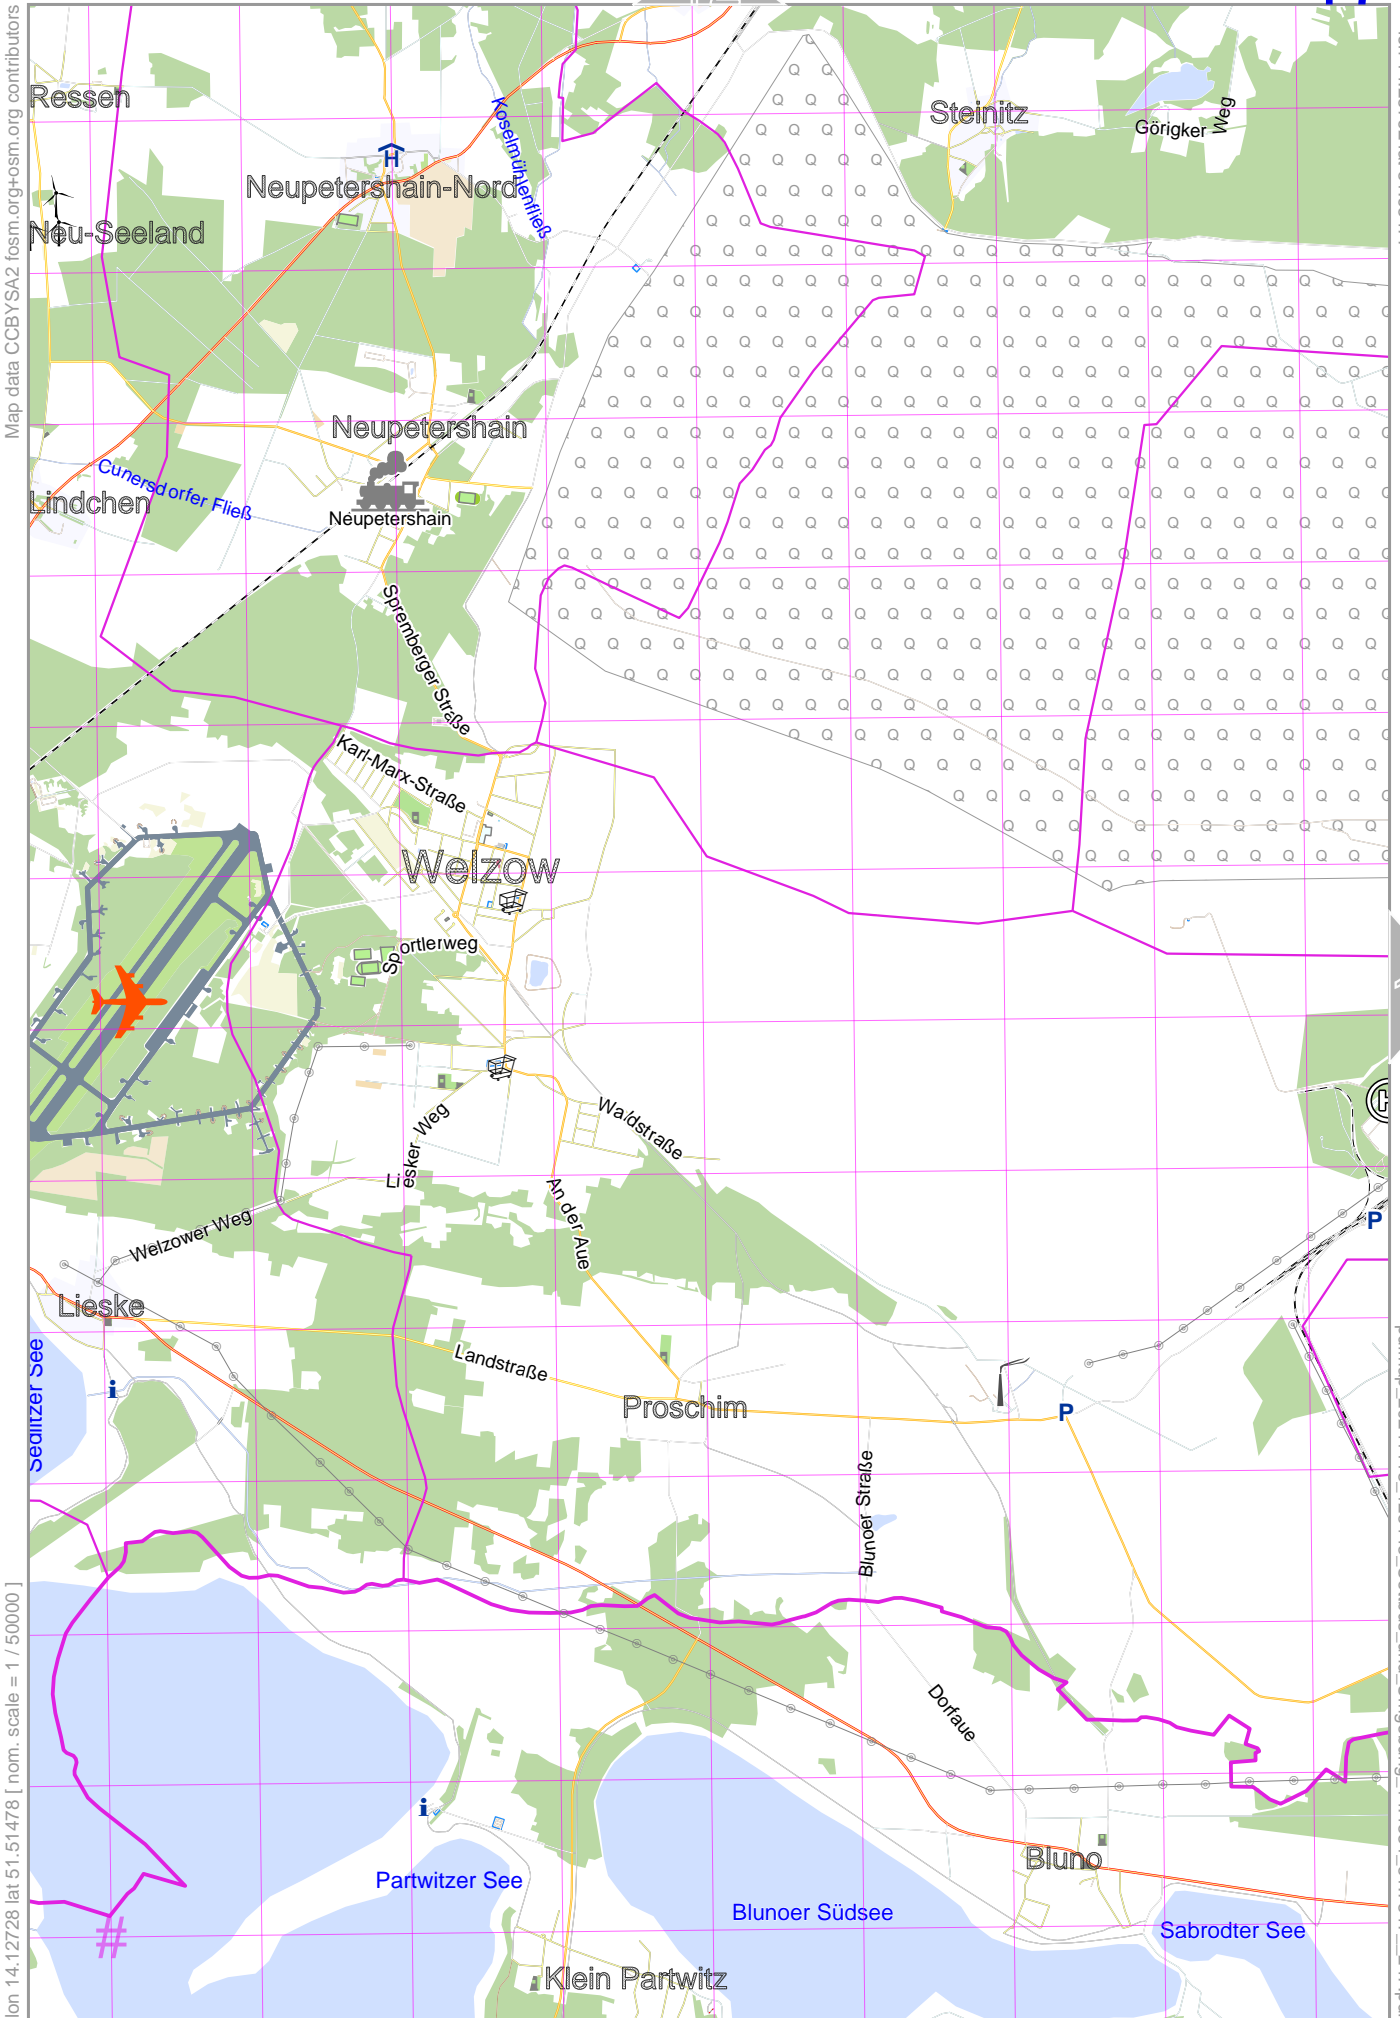 Map data CCBYSA2 fosm.org+osm.org contributors
Ressen
Steinitz
Görigker Weg
H
Koselmühlenfließ
Neupetershain-Nord
Neu-Seeland
Neupetershain
Cunersdorfer Fließ
Lindchen
Neupetershain
Spremberger Straße
Karl-Marx-Straße
Welzow
Sportlerweg
Waldstraße
Liesker Weg
An der Aue
Welzower Weg
P
Lieske
Sedlitzer See
i
Landstraße
Proschim
P
Blunoer Straße
Dorfaue
i
Bluno
Partwitzer See
Blunoer Südsee
Sabrodter See
#
Klein Partwitz
lon 14.12728 lat 51.51478 [ nom. scale = 1 / 50000 ]